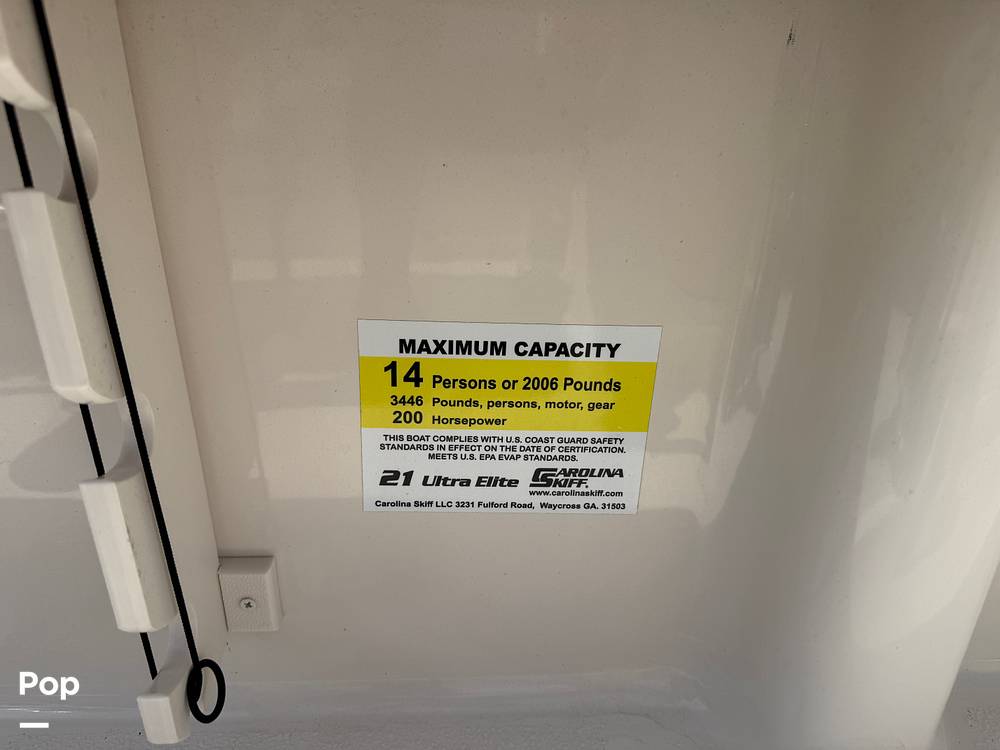 MAXIMUM CAPACITY
14 Persons or 2006 Pounds
3446 Pounds, persons, motor, gear
200 Horsepower
THIS BOAT COMPLIES WITH U.S. COAST GUARD SAFETY
STANDARDS IN EFFECT ON THE DATE OF CERTIFICATION.
MEETS U.S. EPA EVAP STANDARDS.
21 Ultra Elite CAROLINA SKIFF.
www.carolinaskiff.com
Carolina Skiff LLC 3231 Fulford Road, Waycross GA. 31503
Pop